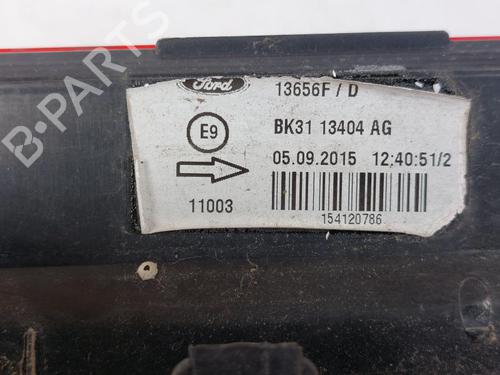 Ford
13656F / D
E9
BK31 13404 AG
05.09.2015 12;40:51/2
11003
154120786
B-PARTS